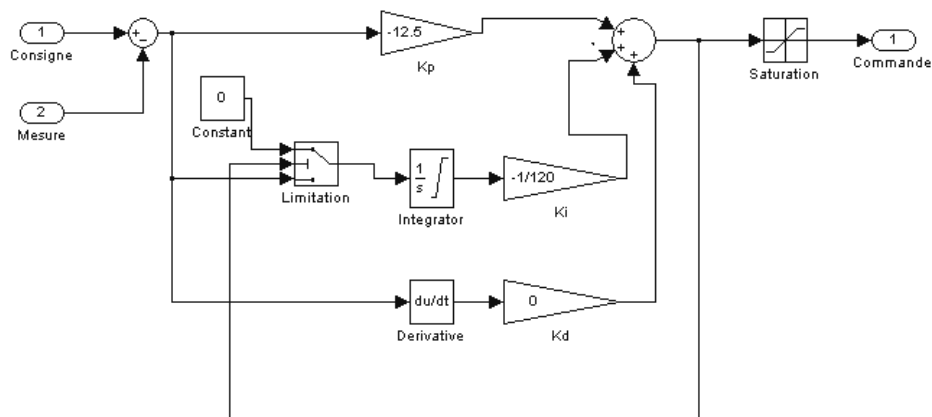 1
Consigne
+
−
2
Mesure
-12.5
Kp
0
Constant
Limitation
1
s
Integrator
-1/120
Ki
du/dt
Derivative
0
Kd
+
+
+
Saturation
1
Commande